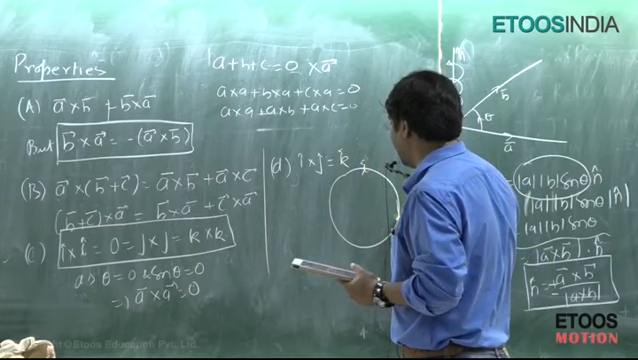 ETOOSINDIA
Properties
(A) a̅ × b̅ ≠ b̅ × a̅
But b̅ × a̅ = -(a̅ × b̅)
(B) a̅ × (b̅ + c̅) = a̅ × b̅ + a̅ × c̅
(b̅ + c̅) × a̅ = b̅ × a̅ + c̅ × a̅
(C) î × î = 0 = ĵ × ĵ = k × k
as θ = 0 & sinθ = 0
=> a̅ × a̅ = 0
a + b + c = 0 × a̅
a×a + b×a + c×a = 0
(d) i × j = k
n̂
b̅
θ
a̅
= |a||b| sinθ n̂
|a||b| sinθ |n̂|
|a||b| sinθ
n̂ = ± a̅ × b̅
|a×b|
© Etoos Education Pvt. Ltd.
ETOOS
MOTION